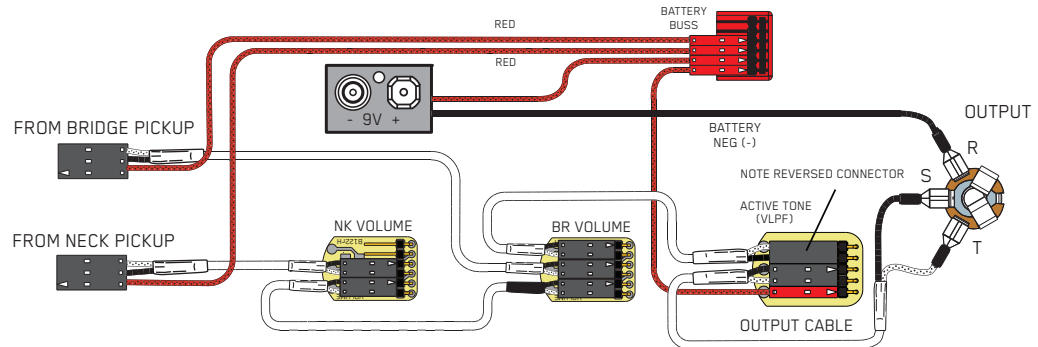 BATTERY
BUSS
RED
RED
- 9V +
OUTPUT
FROM BRIDGE PICKUP
BATTERY
NEG (-)
R
NOTE REVERSED CONNECTOR
S
ACTIVE TONE
(VLPF)
NK VOLUME
BR VOLUME
FROM NECK PICKUP
T
OUTPUT CABLE